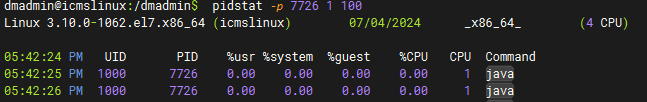 dmadmin@icmslinux:/dmadmin$ pidstat -p 7726 1 100
Linux 3.10.0-1062.el7.x86_64 (icmslinux) 07/04/2024 _x86_64_ (4 CPU)
05:42:24 PM UID PID %usr %system %guest %CPU CPU Command
05:42:25 PM 1000 7726 0.00 0.00 0.00 0.00 1 java
05:42:26 PM 1000 7726 0.00 0.00 0.00 0.00 1 java